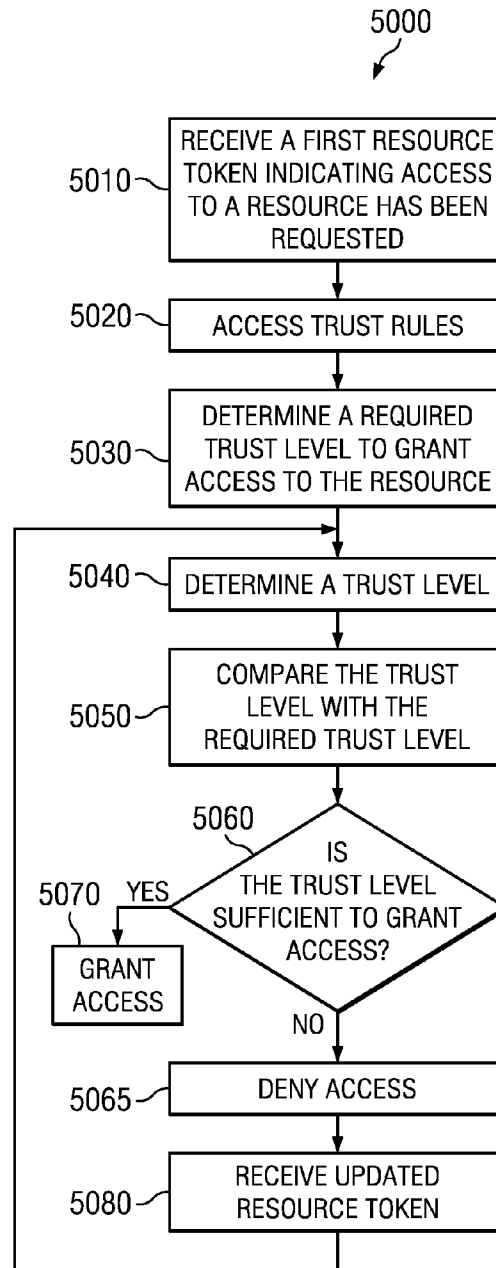 5000
RECEIVE A FIRST RESOURCE
TOKEN INDICATING ACCESS
TO A RESOURCE HAS BEEN
REQUESTED
5010
5020
ACCESS TRUST RULES
DETERMINE A REQUIRED
TRUST LEVEL TO GRANT
ACCESS TO THE RESOURCE
5030
5040
DETERMINE A TRUST LEVEL
COMPARE THE TRUST
LEVEL WITH THE
REQUIRED TRUST LEVEL
5050
5060
IS
THE TRUST LEVEL
SUFFICIENT TO GRANT
ACCESS?
5070
YES
GRANT
ACCESS
NO
5065
DENY ACCESS
5080
RECEIVE UPDATED
RESOURCE TOKEN